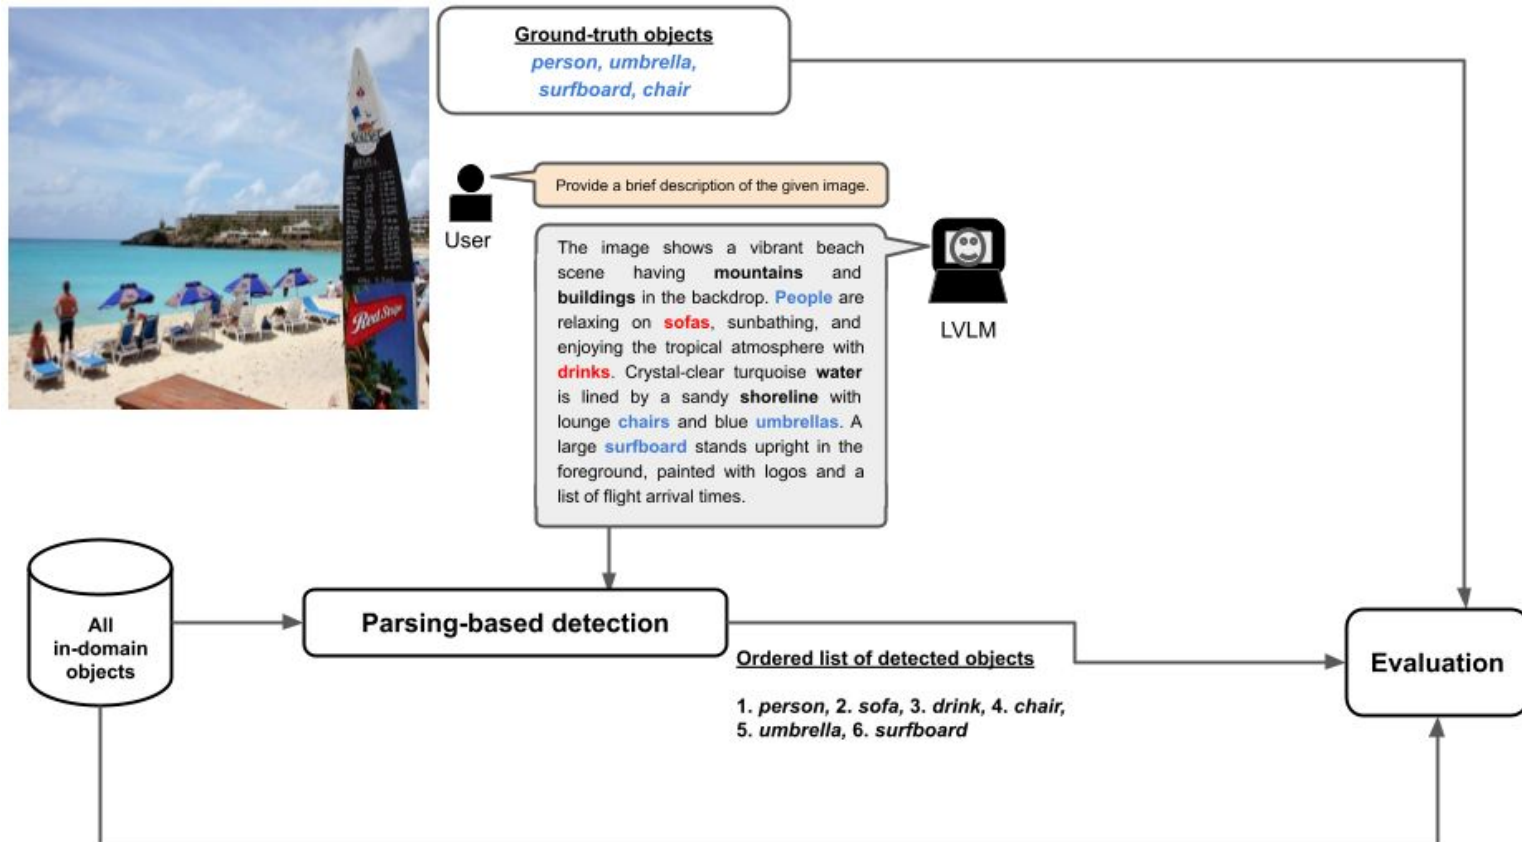 Ground-truth objects
person, umbrella,
surfboard, chair
Provide a brief description of the given image.
User
The image shows a vibrant beach
scene having mountains and
buildings in the backdrop. People are
relaxing on sofas, sunbathing, and
enjoying the tropical atmosphere with
drinks. Crystal-clear turquoise water
is lined by a sandy shoreline with
lounge chairs and blue umbrellas. A
large surfboard stands upright in the
foreground, painted with logos and a
list of flight arrival times.
LVLM
Red Stripe
All
in-domain
objects
Parsing-based detection
Ordered list of detected objects
1. person, 2. sofa, 3. drink, 4. chair,
5. umbrella, 6. surfboard
Evaluation